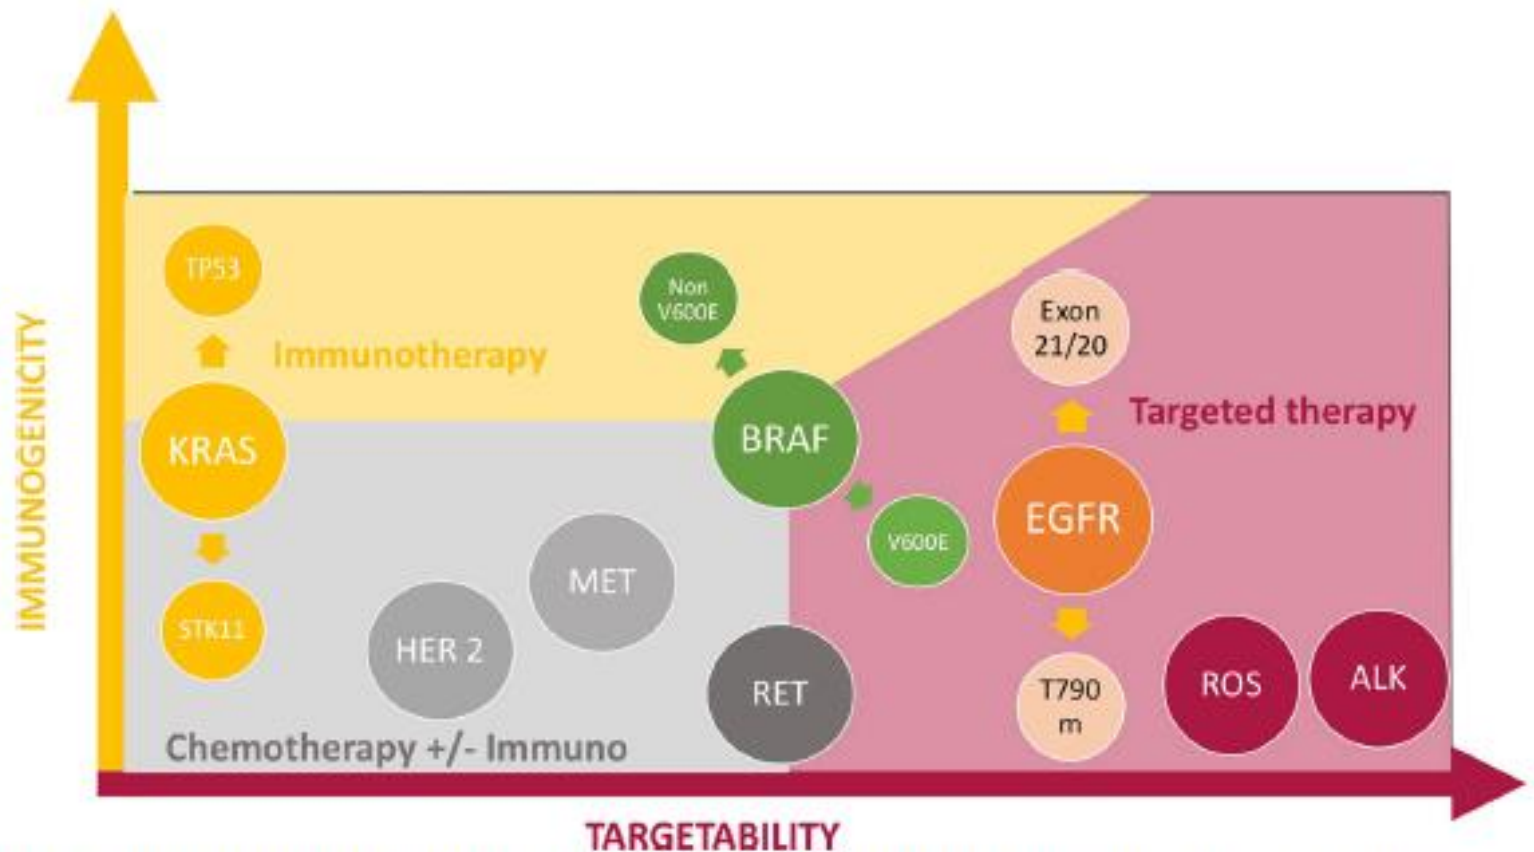 IMMUNOGENICITY
TP53
Immunotherapy
KRAS
STK11
Non
V600E
BRAF
V600E
MET
HER 2
RET
Chemotherapy +/- Immuno
Exon
21/20
Targeted therapy
EGFR
T790
m
ROS
ALK
TARGETABILITY